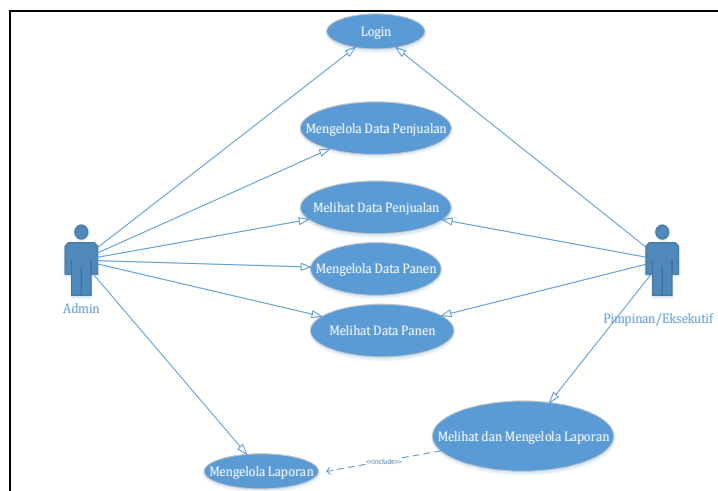 Login
Mengelola Data Penjualan
Melihat Data Penjualan
Mengelola Data Panen
Admin
Pimpinan/Eksekutif
Melihat Data Panen
Melihat dan Mengelola Laporan
<<include>>
Mengelola Laporan